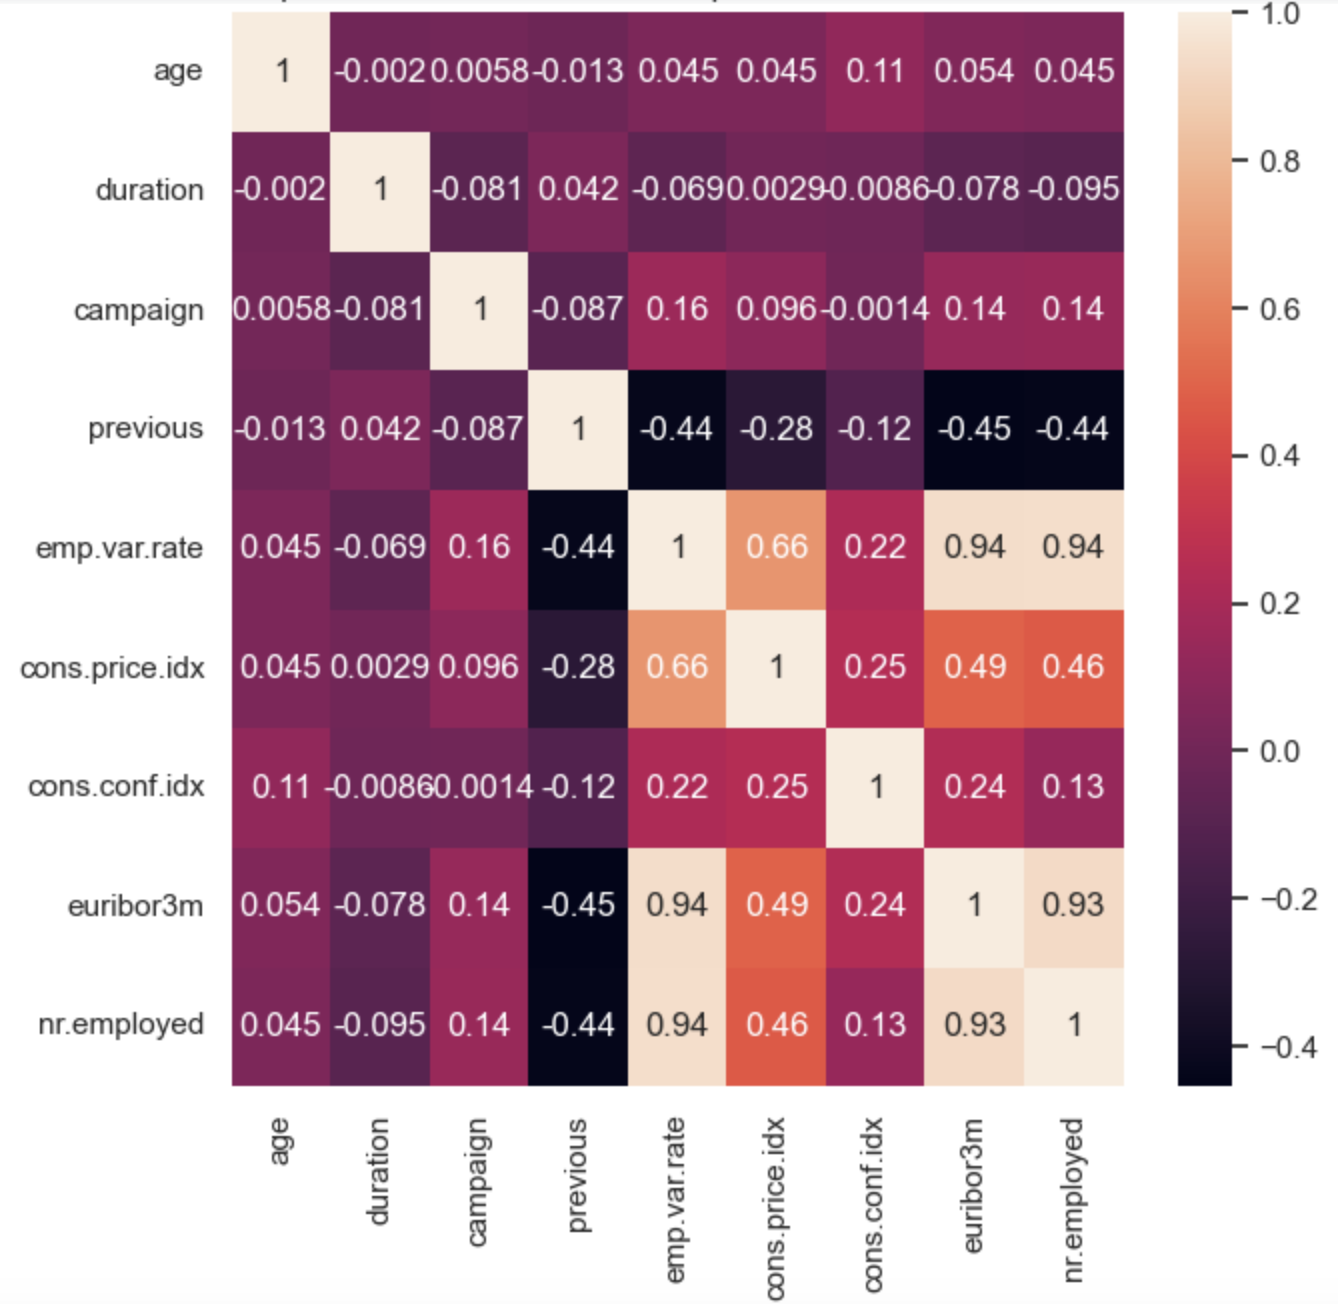 age 1 -0.002 0.0058 -0.013 0.045 0.045 0.11 0.054 0.045
duration -0.002 1 -0.081 0.042 -0.069 0.0029 -0.0086 -0.078 -0.095
campaign 0.0058 -0.081 1 -0.087 0.16 0.096 -0.0014 0.14 0.14
previous -0.013 0.042 -0.087 1 -0.44 -0.28 -0.12 -0.45 -0.44
emp.var.rate 0.045 -0.069 0.16 -0.44 1 0.66 0.22 0.94 0.94
cons.price.idx 0.045 0.0029 0.096 -0.28 0.66 1 0.25 0.49 0.46
cons.conf.idx 0.11 -0.0086 -0.0014 -0.12 0.22 0.25 1 0.24 0.13
euribor3m 0.054 -0.078 0.14 -0.45 0.94 0.49 0.24 1 0.93
nr.employed 0.045 -0.095 0.14 -0.44 0.94 0.46 0.13 0.93 1
age
duration
campaign
previous
emp.var.rate
cons.price.idx
cons.conf.idx
euribor3m
nr.employed
1.0
0.8
0.6
0.4
0.2
0.0
−0.2
−0.4